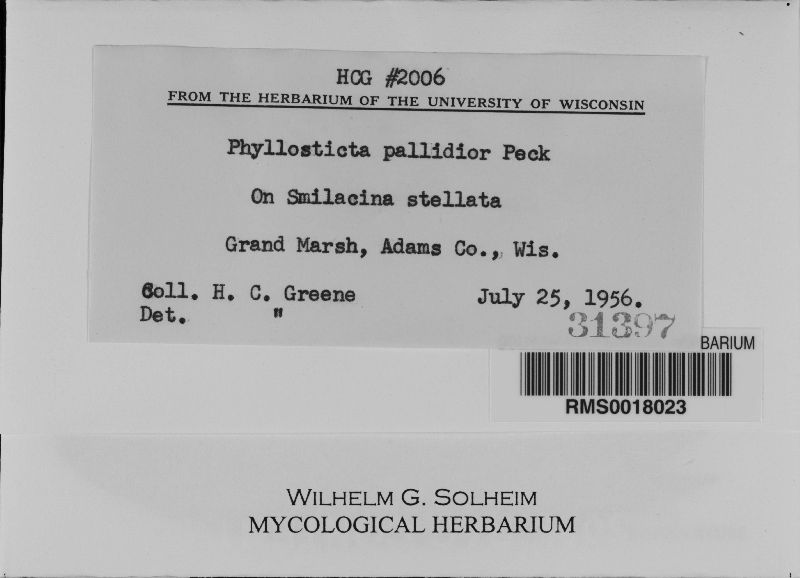 HCG #2006
FROM THE HERBARIUM OF THE UNIVERSITY OF WISCONSIN
Phyllosticta pallidior Peck
On Smilacina stellata
Grand Marsh, Adams Co., Wis.
Coll. H. C. Greene July 25, 1956.
Det. "
31397
BARIUM
RMS0018023
WILHELM G. SOLHEIM
MYCOLOGICAL HERBARIUM